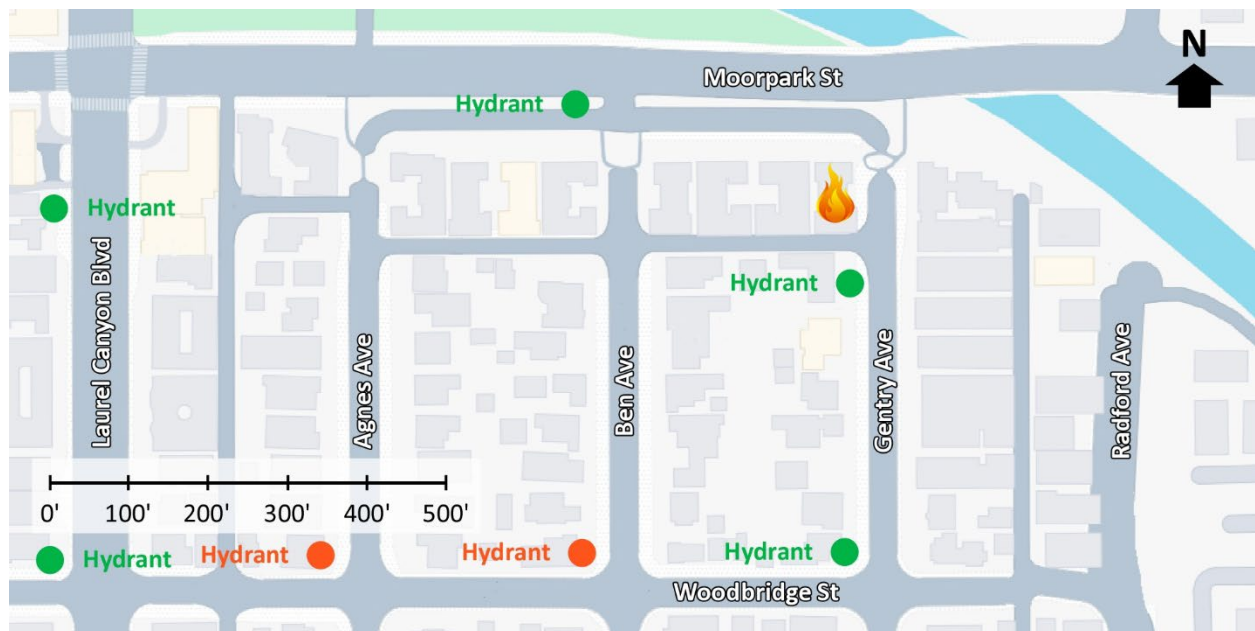 N
Moorpark St
Hydrant
Hydrant
Hydrant
Laurel Canyon Blvd
Agnes Ave
Ben Ave
Gentry Ave
Radford Ave
0' 100' 200' 300' 400' 500'
Hydrant Hydrant Hydrant Hydrant
Woodbridge St